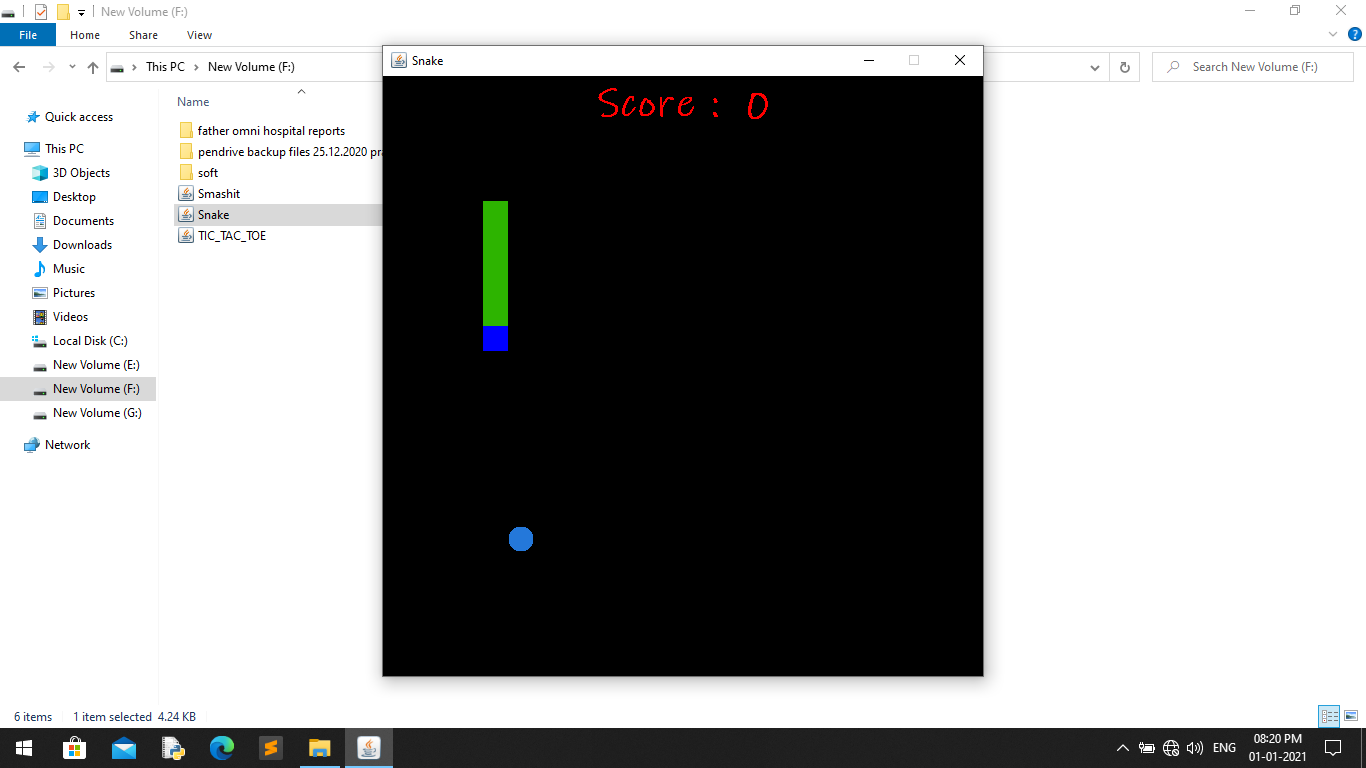 New Volume (F:)
File Home Share View
This PC New Volume (F:) Search New Volume (F:)
Snake
Score : 0
Name
Quick access
This PC
3D Objects
Desktop
Documents
Downloads
Music
Pictures
Videos
Local Disk (C:)
New Volume (E:)
New Volume (F:)
New Volume (G:)
Network
father omni hospital reports
pendrive backup files 25.12.2020
soft
Smashit
Snake
TIC_TAC_TOE
6 items 1 item selected 4.24 KB
ENG
08:20 PM
01-01-2021